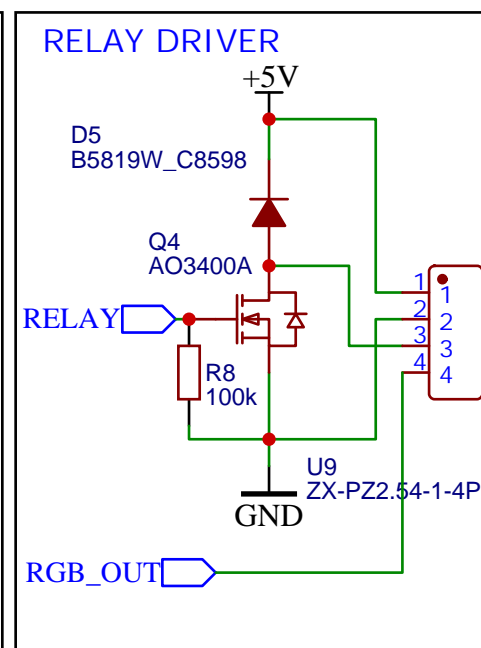 RELAY DRIVER
+5V
D5
B5819W_C8598
Q4
AO3400A
RELAY
R8
100k
1
2
3
4
1
2
3
4
U9
ZX-PZ2.54-1-4P
GND
RGB_OUT